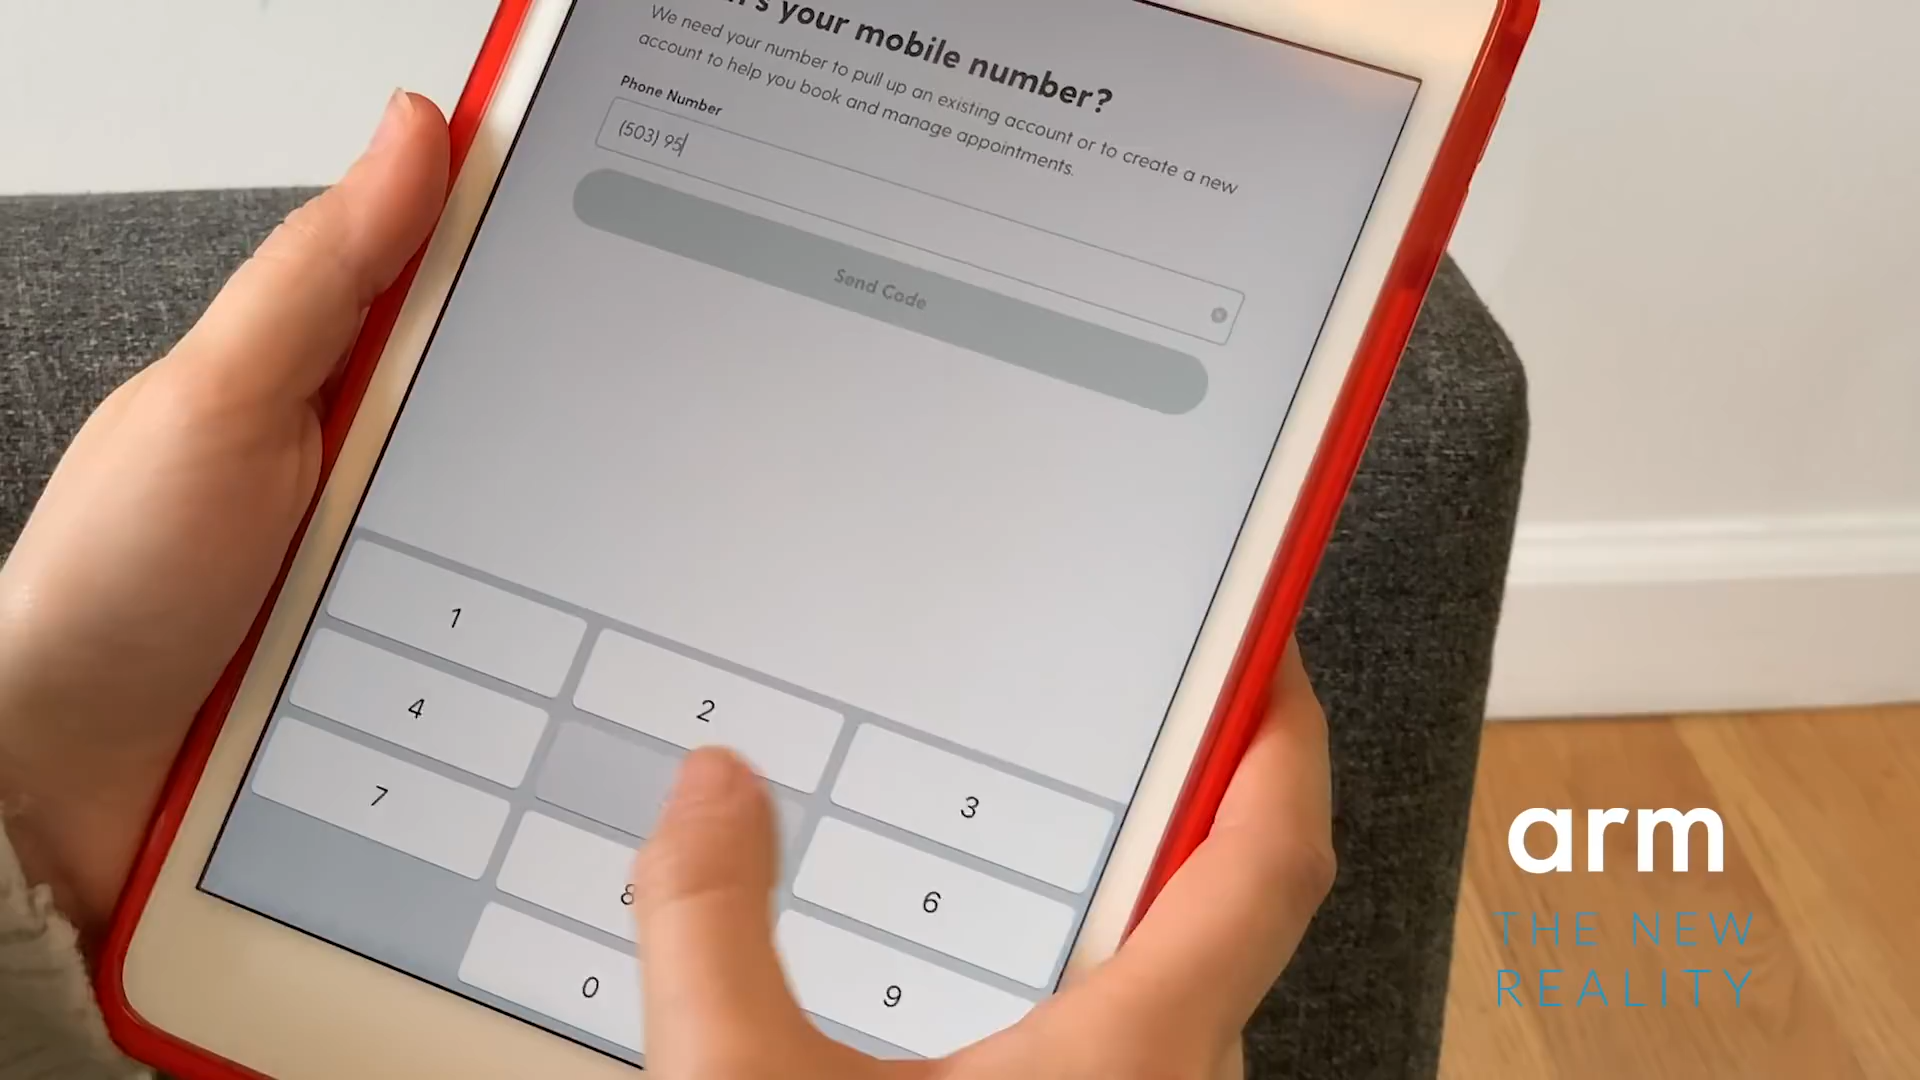 's your mobile number?
We need your number to pull up an existing account or to create a new
account to help you book and manage appointments.
Phone Number
(503) 95
Send Code
1
2
3
4
6
7
8
9
0
arm
THE NEW
REALITY